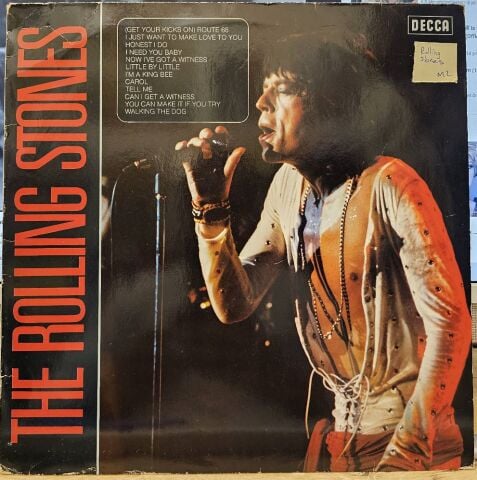 THE ROLLING STONES
(GET YOUR KICKS ON) ROUTE 66
I JUST WANT TO MAKE LOVE TO YOU
HONEST I DO
I NEED YOU BABY
NOW I'VE GOT A WITNESS
LITTLE BY LITTLE
I'M A KING BEE
CAROL
TELL ME
CAN I GET A WITNESS
YOU CAN MAKE IT IF YOU TRY
WALKING THE DOG
DECCA
Rolling
Stones